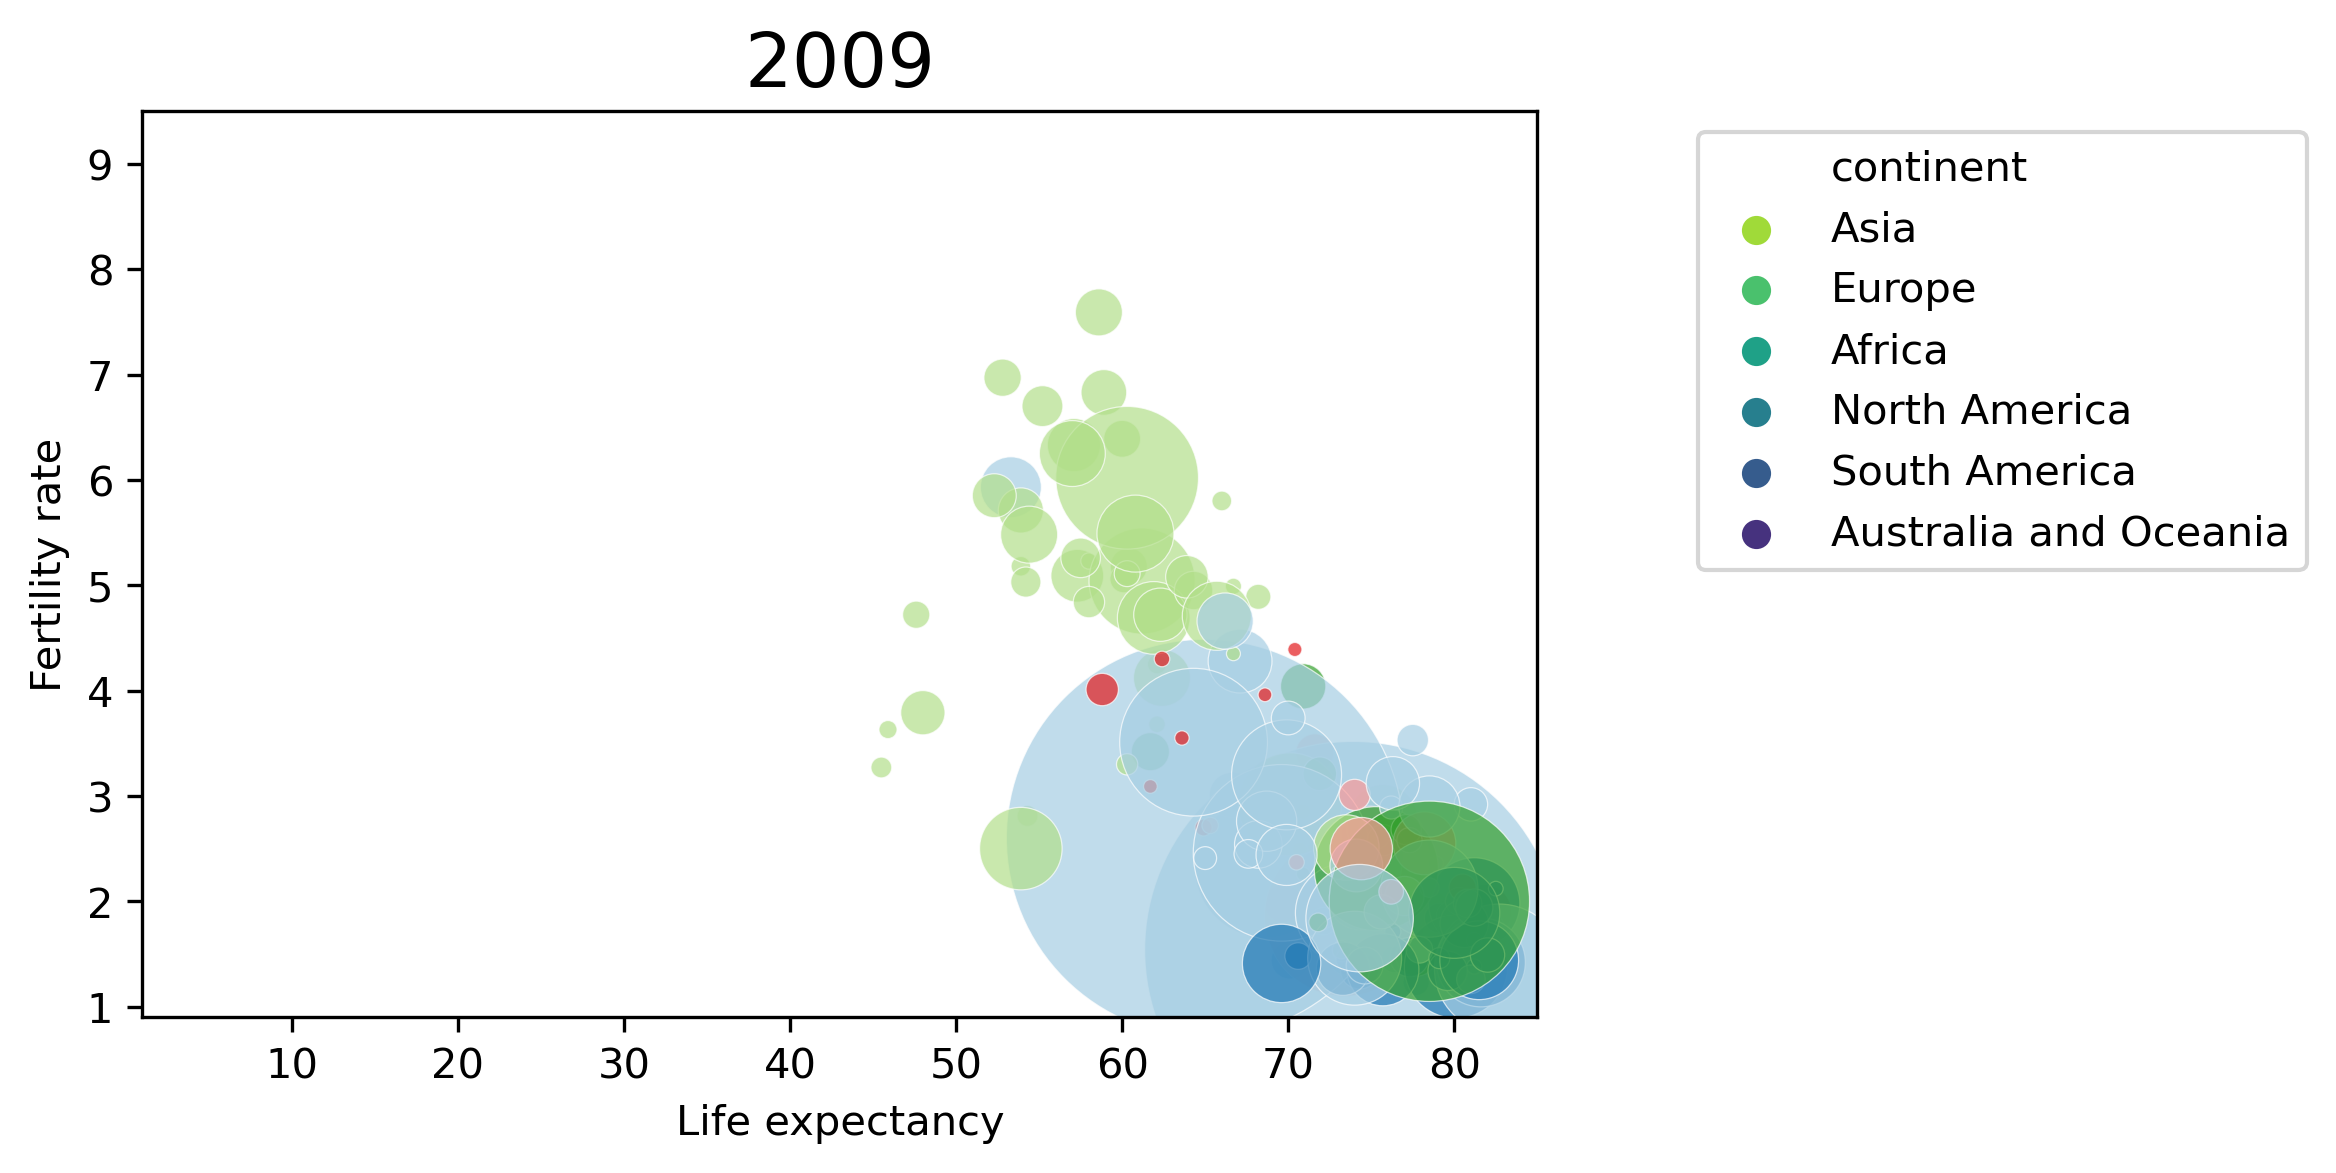 2009
9
8
7
6
5
4
3
2
1
Fertility rate
10 20 30 40 50 60 70 80
Life expectancy
continent
Asia
Europe
Africa
North America
South America
Australia and Oceania